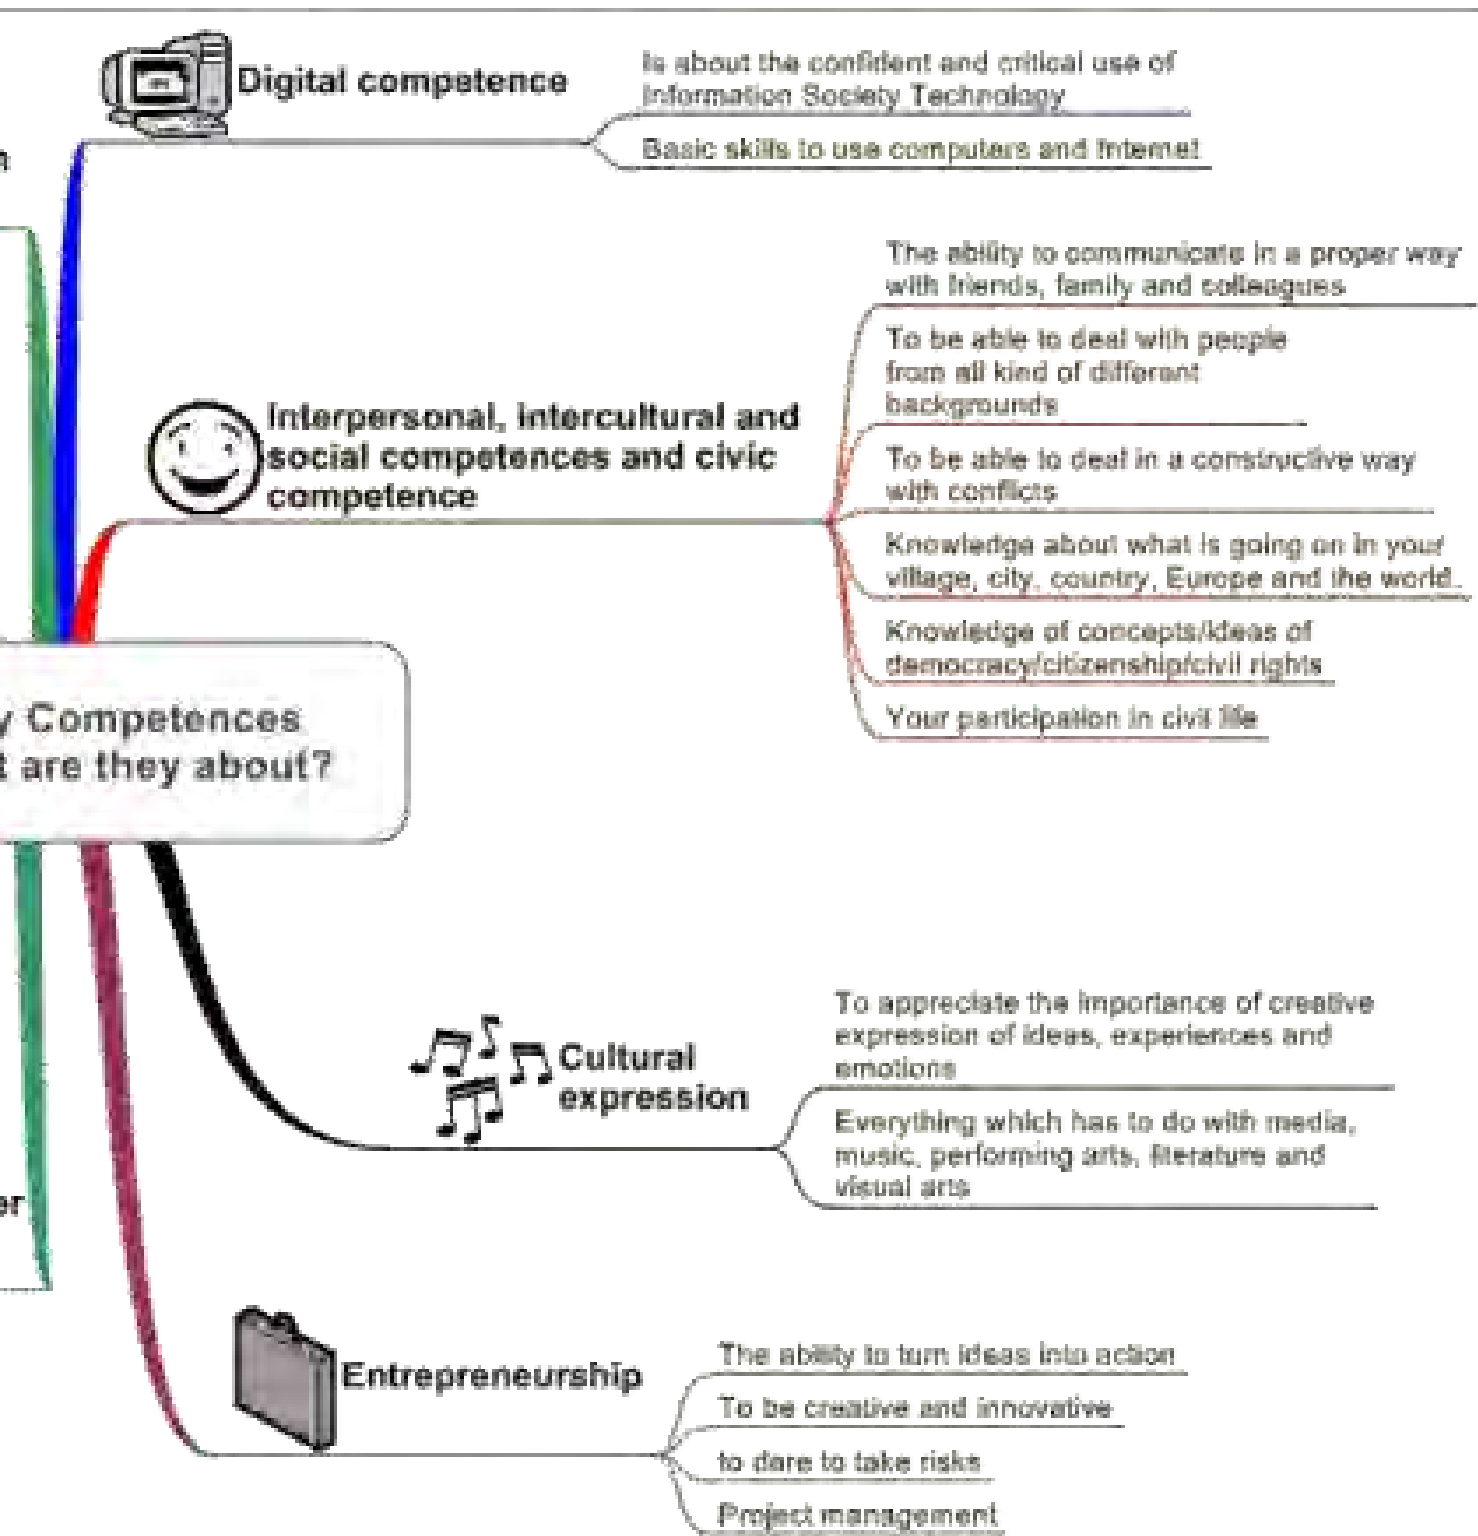 Digital competence
Is about the confident and critical use of
Information Society Technology
Basic skills to use computers and Internet
n
The ability to communicate in a proper way
with friends, family and colleagues
To be able to deal with people
from all kind of different
backgrounds
Interpersonal, intercultural and
social competences and civic
competence
To be able to deal in a constructive way
with conflicts
Knowledge about what is going on in your
village, city, country, Europe and the world.
Knowledge of concepts/ideas of
democracy/citizenship/civil rights
Your participation in civil life
y Competences
t are they about?
Cultural
expression
To appreciate the importance of creative
expression of ideas, experiences and
emotions
Everything which has to do with media,
music, performing arts, literature and
visual arts
er
Entrepreneurship
The ability to turn ideas into action
To be creative and innovative
to dare to take risks
Project management